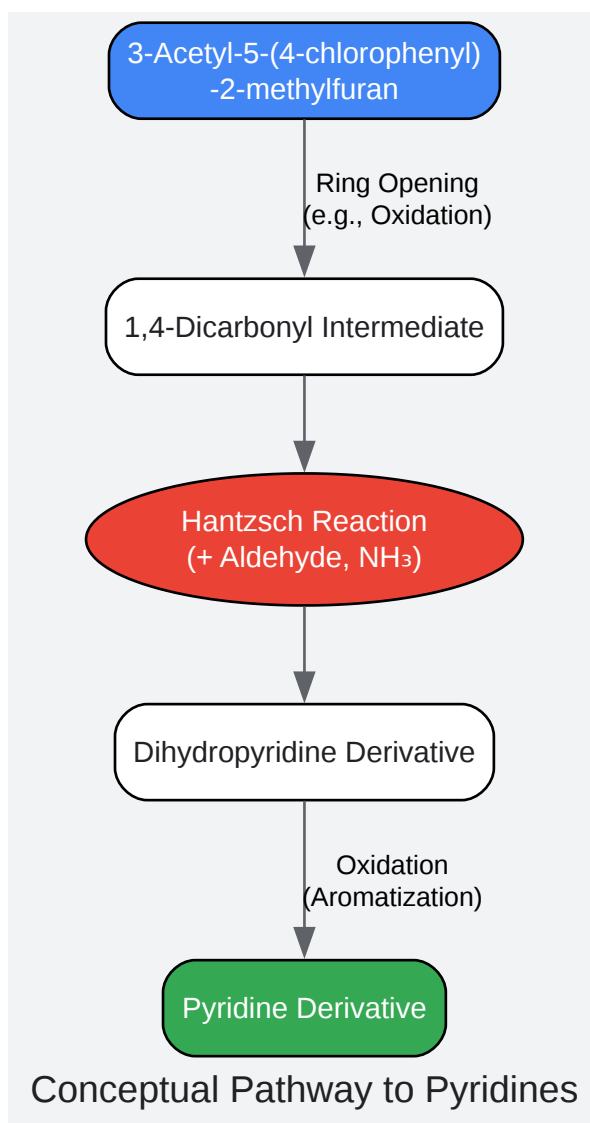 3-Acetyl-5-(4-chlorophenyl)
-2-methylfuran
Ring Opening
(e.g., Oxidation)
1,4-Dicarbonyl Intermediate
Hantzsch Reaction
(+ Aldehyde, NH₃)
Dihydropyridine Derivative
Oxidation
(Aromatization)
Pyridine Derivative
Conceptual Pathway to Pyridines